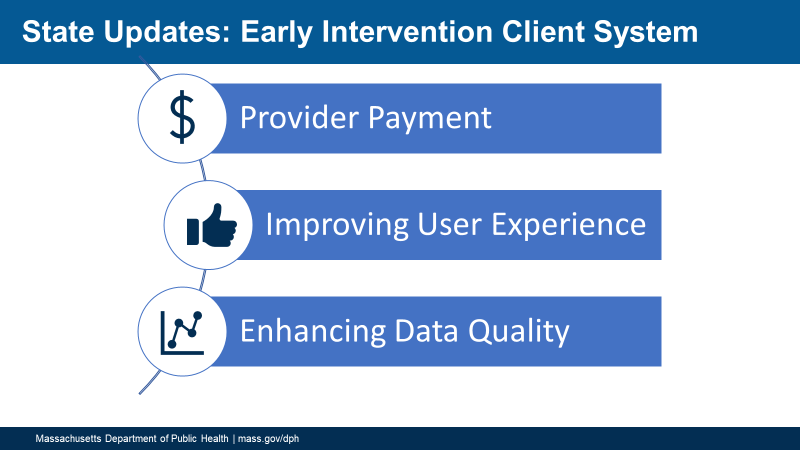 State Updates: Early Intervention Client System
$
Provider Payment
Improving User Experience
Enhancing Data Quality
Massachusetts Department of Public Health | mass.gov/dph